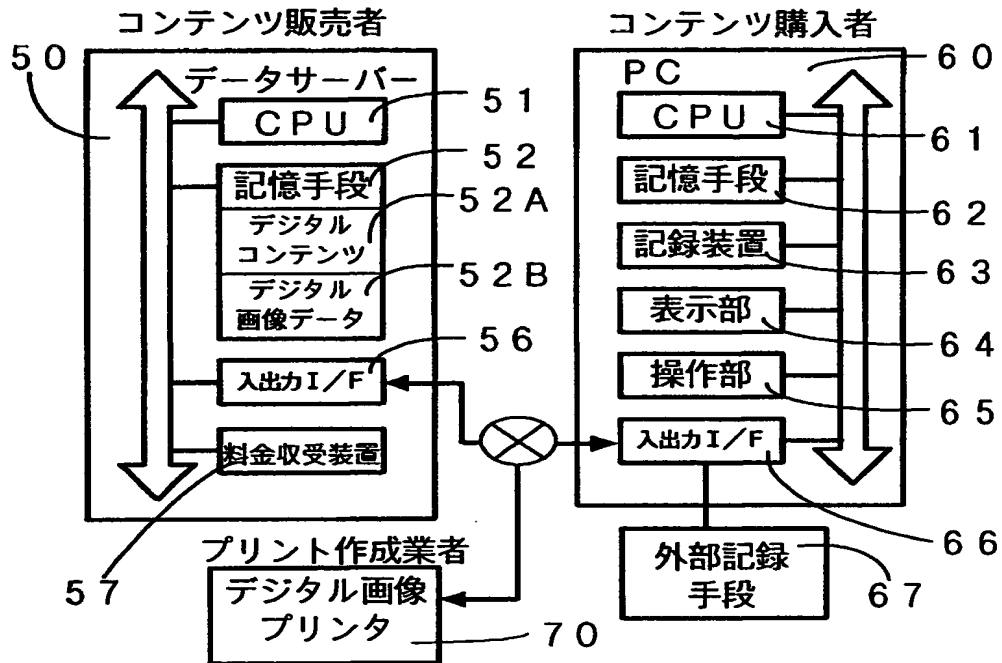 コンテンツ販売者
50
データサーバー
CPU
51
記憶手段
52
デジタル
コンテンツ
52A
デジタル
画像データ
52B
入出力I/F
56
料金収受装置
57
コンテンツ購入者
PC
60
CPU
61
記憶手段
62
記録装置
63
表示部
64
操作部
65
入出力I/F
66
外部記録
手段
67
プリント作成業者
デジタル画像
プリンタ
70